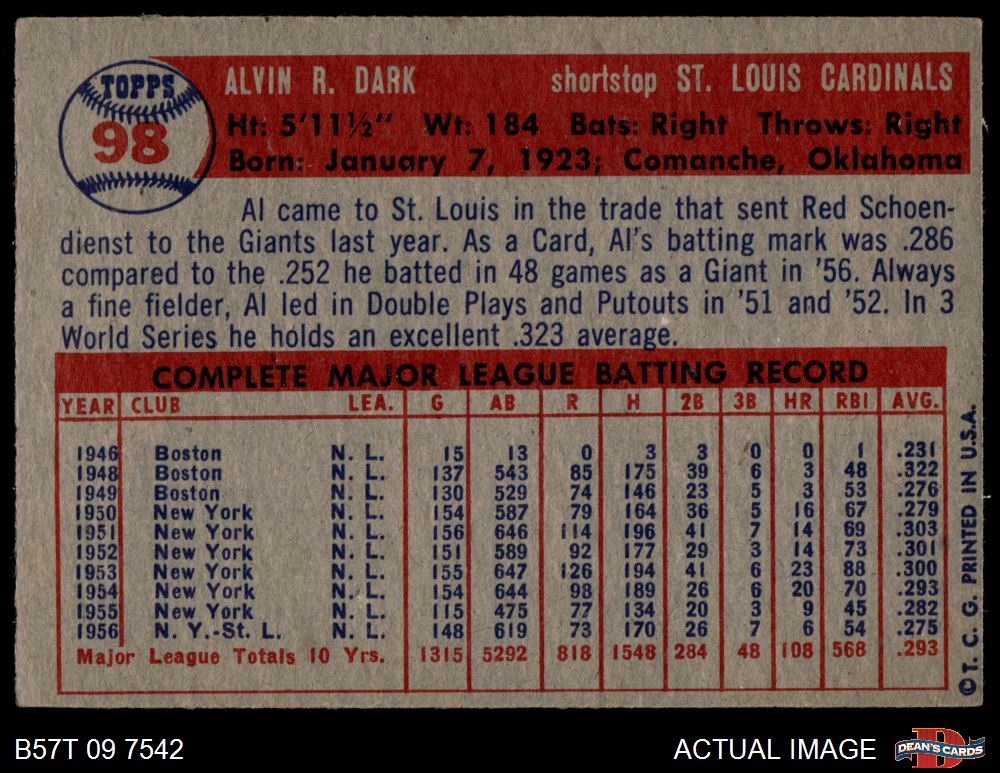 TOPPS
98
ALVIN R. DARK shortstop ST. LOUIS CARDINALS
Ht: 5'11½" Wt: 184 Bats: Right Throws: Right
Born: January 7, 1923; Comanche, Oklahoma
Al came to St. Louis in the trade that sent Red Schoen-
dienst to the Giants last year. As a Card, Al's batting mark was .286
compared to the .252 he batted in 48 games as a Giant in '56. Always
a fine fielder, Al led in Double Plays and Putouts in '51 and '52. In 3
World Series he holds an excellent .323 average.
COMPLETE MAJOR LEAGUE BATTING RECORD
YEAR CLUB LEA. G AB R H 2B 3B HR RBI AVG.
1946 Boston N. L. 15 13 0 3 3 0 0 1 .231
1948 Boston N. L. 137 543 85 175 39 6 3 48 .322
1949 Boston N. L. 130 529 74 146 23 5 3 53 .276
1950 New York N. L. 154 587 79 164 36 5 16 67 .279
1951 New York N. L. 156 646 114 196 41 7 14 69 .303
1952 New York N. L. 151 589 92 177 29 3 14 73 .301
1953 New York N. L. 155 647 126 194 41 6 23 88 .300
1954 New York N. L. 154 644 98 189 26 6 20 70 .293
1955 New York N. L. 115 475 77 134 20 3 9 45 .282
1956 N. Y.-St. L. N. L. 148 619 73 170 26 7 6 54 .275
Major League Totals 10 Yrs. 1315 5292 818 1548 284 48 108 568 .293
©T. C. G. PRINTED IN U.S.A.
B57T 09 7542 ACTUAL IMAGE
DEAN'S CARDS